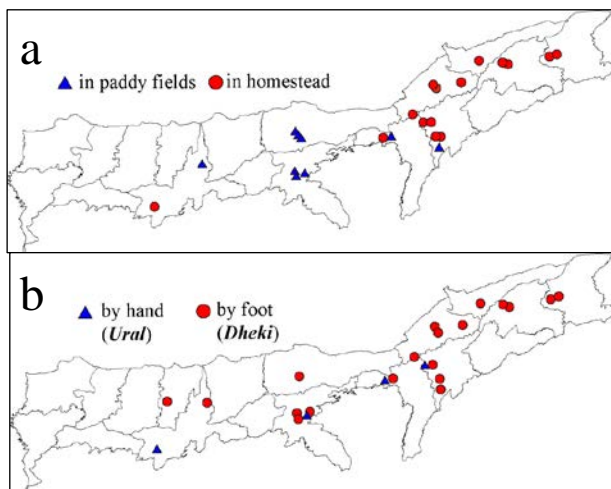 a
in paddy fields in homestead
b
by hand by foot
(Ural) (Dheki)